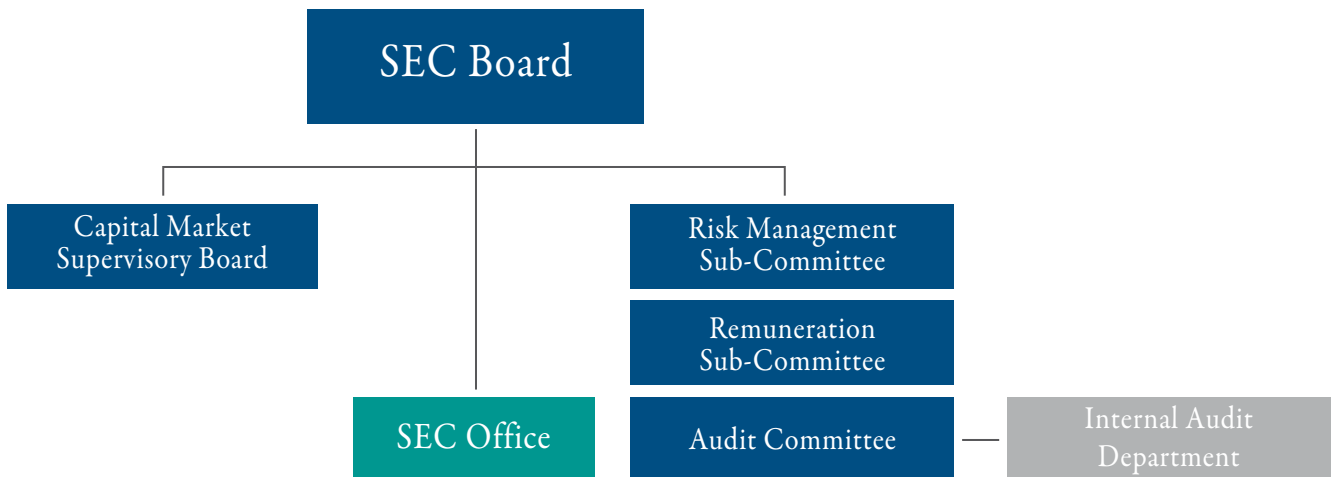 SEC Board
Capital Market
Supervisory Board
Risk Management
Sub-Committee
Remuneration
Sub-Committee
SEC Office
Audit Committee
Internal Audit
Department